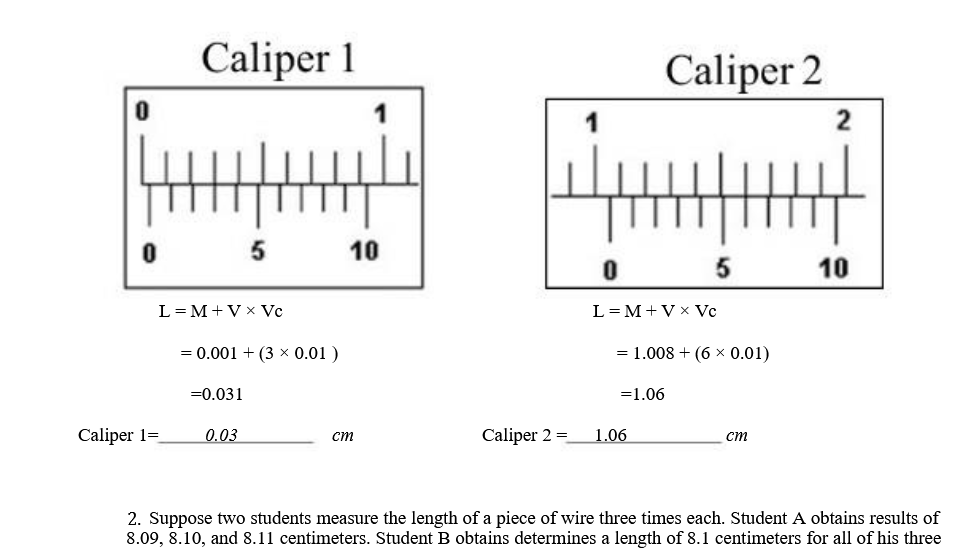 Caliper 1
0 1
0 5 10
L = M + V × Vc
= 0.001 + (3 × 0.01 )
=0.031
Caliper 1= 0.03 cm
Caliper 2
1 2
0 5 10
L = M + V × Vc
= 1.008 + (6 × 0.01)
=1.06
Caliper 2 = 1.06 cm
2. Suppose two students measure the length of a piece of wire three times each. Student A obtains results of
8.09, 8.10, and 8.11 centimeters. Student B obtains determines a length of 8.1 centimeters for all of his three